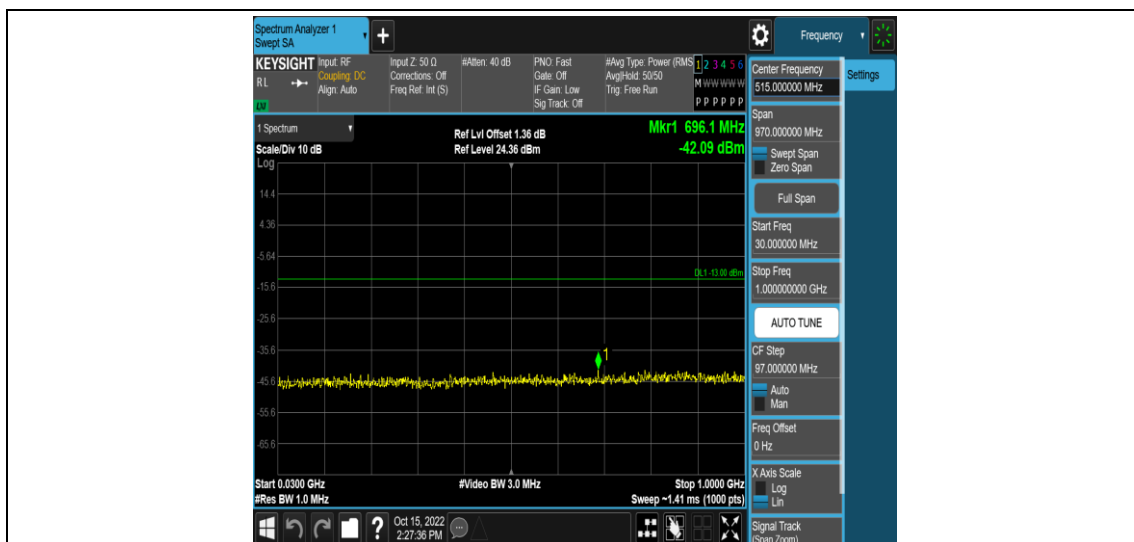 Spectrum Analyzer 1
Swept SA
+
Frequency
KEYSIGHT
RL
LXI
Input: RF
Coupling: DC
Align: Auto
Input Z: 50 Ω
Corrections: Off
Freq Ref: Int (S)
#Atten: 40 dB
PNO: Fast
Gate: Off
IF Gain: Low
Sig Track: Off
#Avg Type: Power (RMS
Avg|Hold: 50/50
Trig: Free Run
1 2 3 4 5 6
M W W W W W
P P P P P P
1 Spectrum
Scale/Div 10 dB
Log
Ref Lvl Offset 1.36 dB
Ref Level 24.36 dBm
Mkr1 696.1 MHz
-42.09 dBm
14.4
4.36
-5.64
DL1 -13.00 dBm
-15.6
-25.6
-35.6
1
-45.6
-55.6
-65.6
Start 0.0300 GHz
#Res BW 1.0 MHz
#Video BW 3.0 MHz
Stop 1.0000 GHz
Sweep ~1.41 ms (1000 pts)
?
Oct 15, 2022
2:27:36 PM
Center Frequency
515.000000 MHz
Settings
Span
970.000000 MHz
Swept Span
Zero Span
Full Span
Start Freq
30.000000 MHz
Stop Freq
1.000000000 GHz
AUTO TUNE
CF Step
97.000000 MHz
Auto
Man
Freq Offset
0 Hz
X Axis Scale
Log
Lin
Signal Track
(Span Zoom)